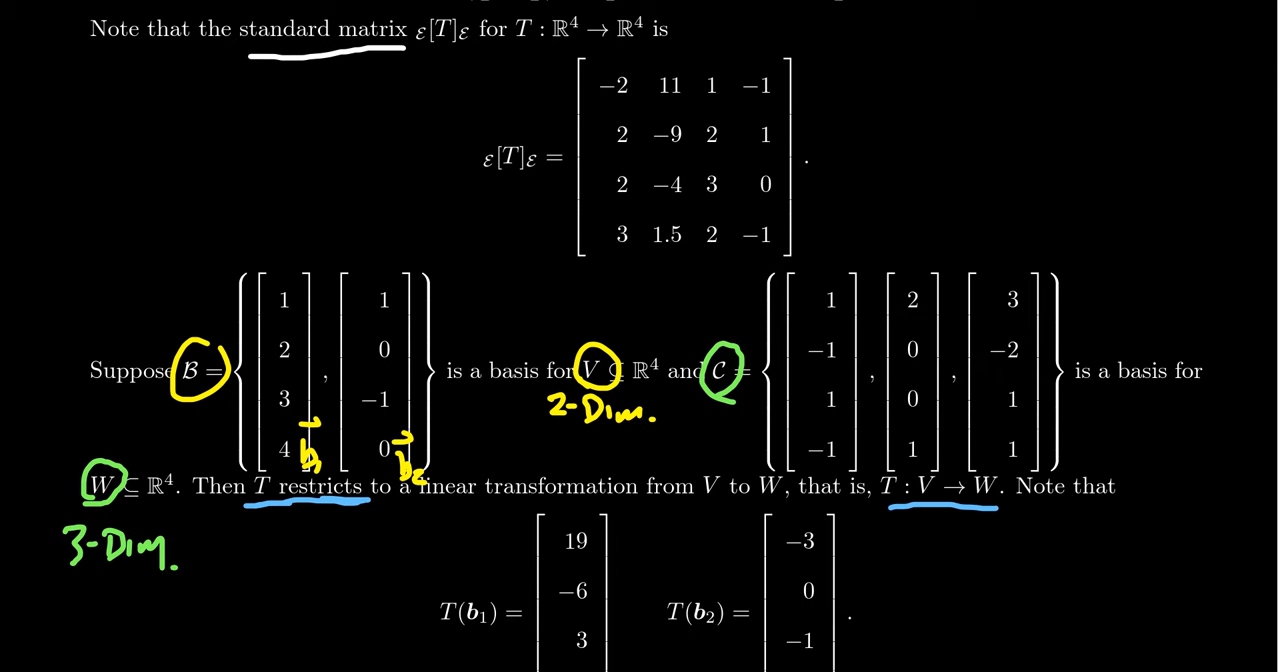 Note that the standard matrix ε[T]ε for T : ℝ⁴ → ℝ⁴ is
ε[T]ε = [ −2 11 1 −1
2 −9 2 1
2 −4 3 0
3 1.5 2 −1 ] .
Suppose B = { [ 1 2 3 4 ] , [ 1 0 −1 0 ] } is a basis for V ⊆ ℝ⁴ and C = { [ 1 −1 1 −1 ] , [ 2 0 0 1 ] , [ 3 −2 1 1 ] } is a basis for
b₁ b₂
2-Dim.
W ⊆ ℝ⁴. Then T restricts to a linear transformation from V to W, that is, T : V → W. Note that
3-Dim.
T(b₁) = [ 19 −6 3 T(b₂) = [ −3 0 −1 .